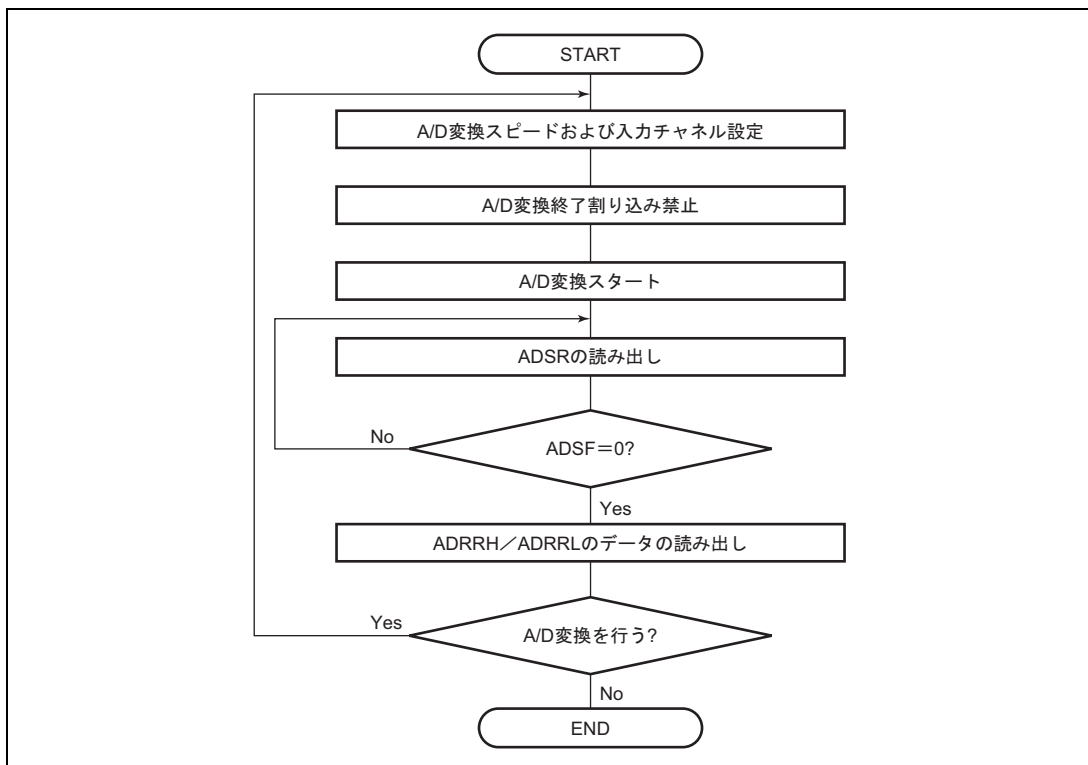 START
A/D変換スピードおよび入力チャネル設定
A/D変換終了割り込み禁止
A/D変換スタート
ADSRの読み出し
No
ADSF＝0?
Yes
ADRRH／ADRRLのデータの読み出し
Yes
A/D変換を行う?
No
END